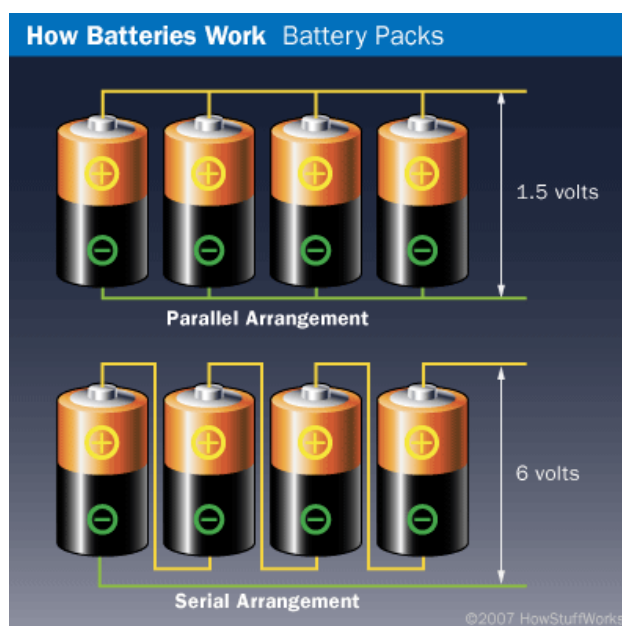 How Batteries Work Battery Packs
1.5 volts
Parallel Arrangement
6 volts
Serial Arrangement
©2007 HowStuffWorks